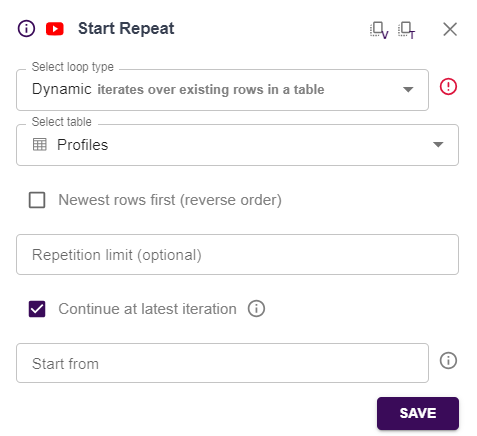 Start Repeat
V
T
Select loop type
Dynamic iterates over existing rows in a table
Select table
Profiles
Newest rows first (reverse order)
Repetition limit (optional)
Continue at latest iteration
Start from
SAVE